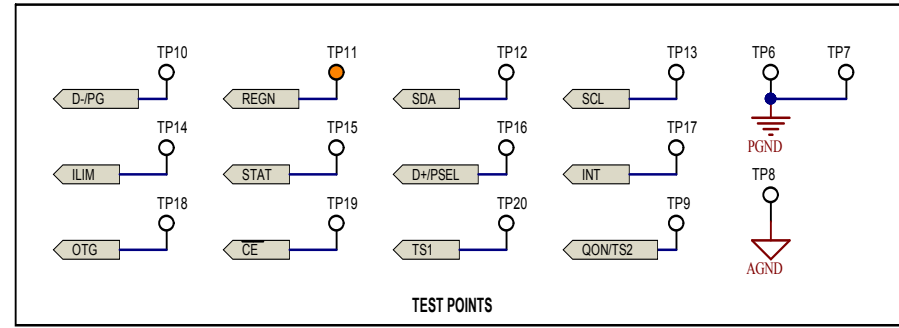 TP10 TP11 TP12 TP13 TP6 TP7
D-/PG REGN SDA SCL
TP14 TP15 TP16 TP17 PGND
ILIM STAT D+/PSEL INT TP8
TP18 TP19 TP20 TP9
OTG CE TS1 QON/TS2
AGND
TEST POINTS